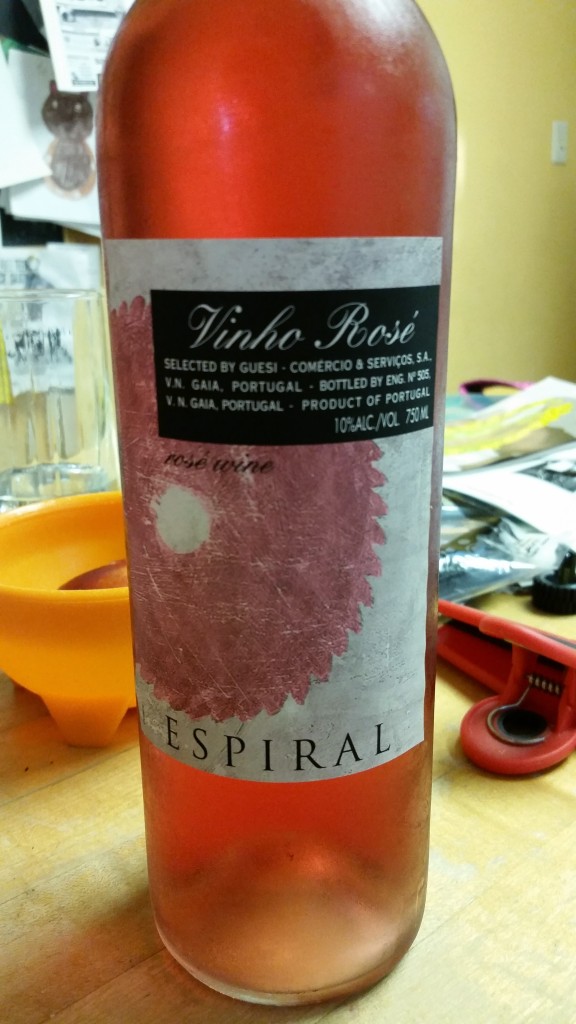 Vinho Rosé
SELECTED BY GUESI - COMÉRCIO & SERVIÇOS, S.A.,
V.N. GAIA, PORTUGAL - BOTTLED BY ENG. Nº 505,
V.N. GAIA, PORTUGAL - PRODUCT OF PORTUGAL
10%ALC./VOL. 750 ML
rosé wine
ESPIRAL